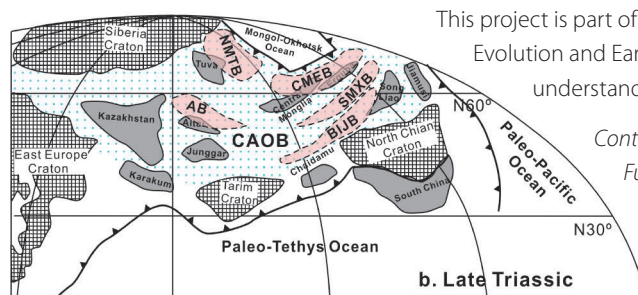 This project is part of
Evolution and Ear
understand
Cont
Fu
Siberia
Craton
Mongol-Okhotsk
Ocean
NMTB
Tuva
CMEB
Central
Mongolia
SMXB
Song
Liao
Jiamusi
N60°
AB
Altai
Kazakhstan
CAOB
BIJB
Junggar
Chaidamu
North Chian
Craton
East Europe
Craton
Karakum
Tarim
Craton
South China
Paleo-Pacific
Ocean
N30°
Paleo-Tethys Ocean
b. Late Triassic